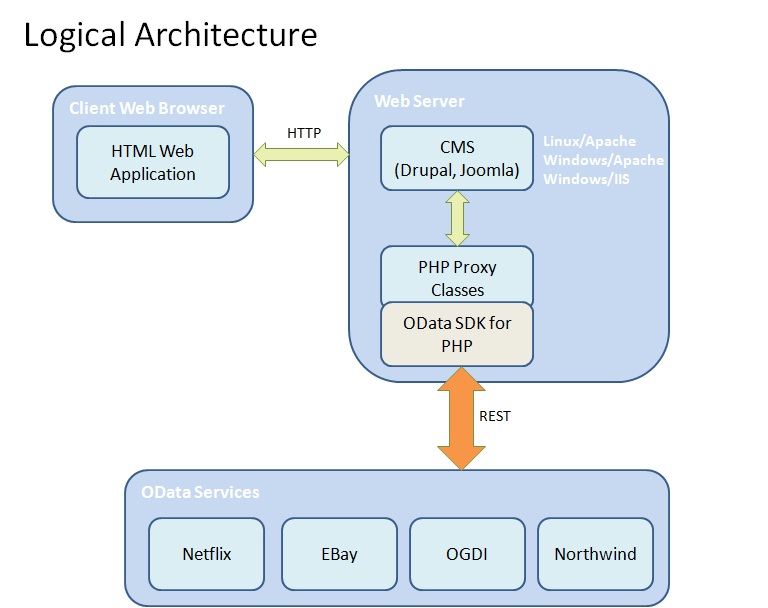 Logical Architecture
Client Web Browser
HTML Web
Application
HTTP
Web Server
CMS
(Drupal, Joomla)
Linux/Apache
Windows/Apache
Windows/IIS
PHP Proxy
Classes
OData SDK for
PHP
REST
OData Services
Netflix
EBay
OGDI
Northwind